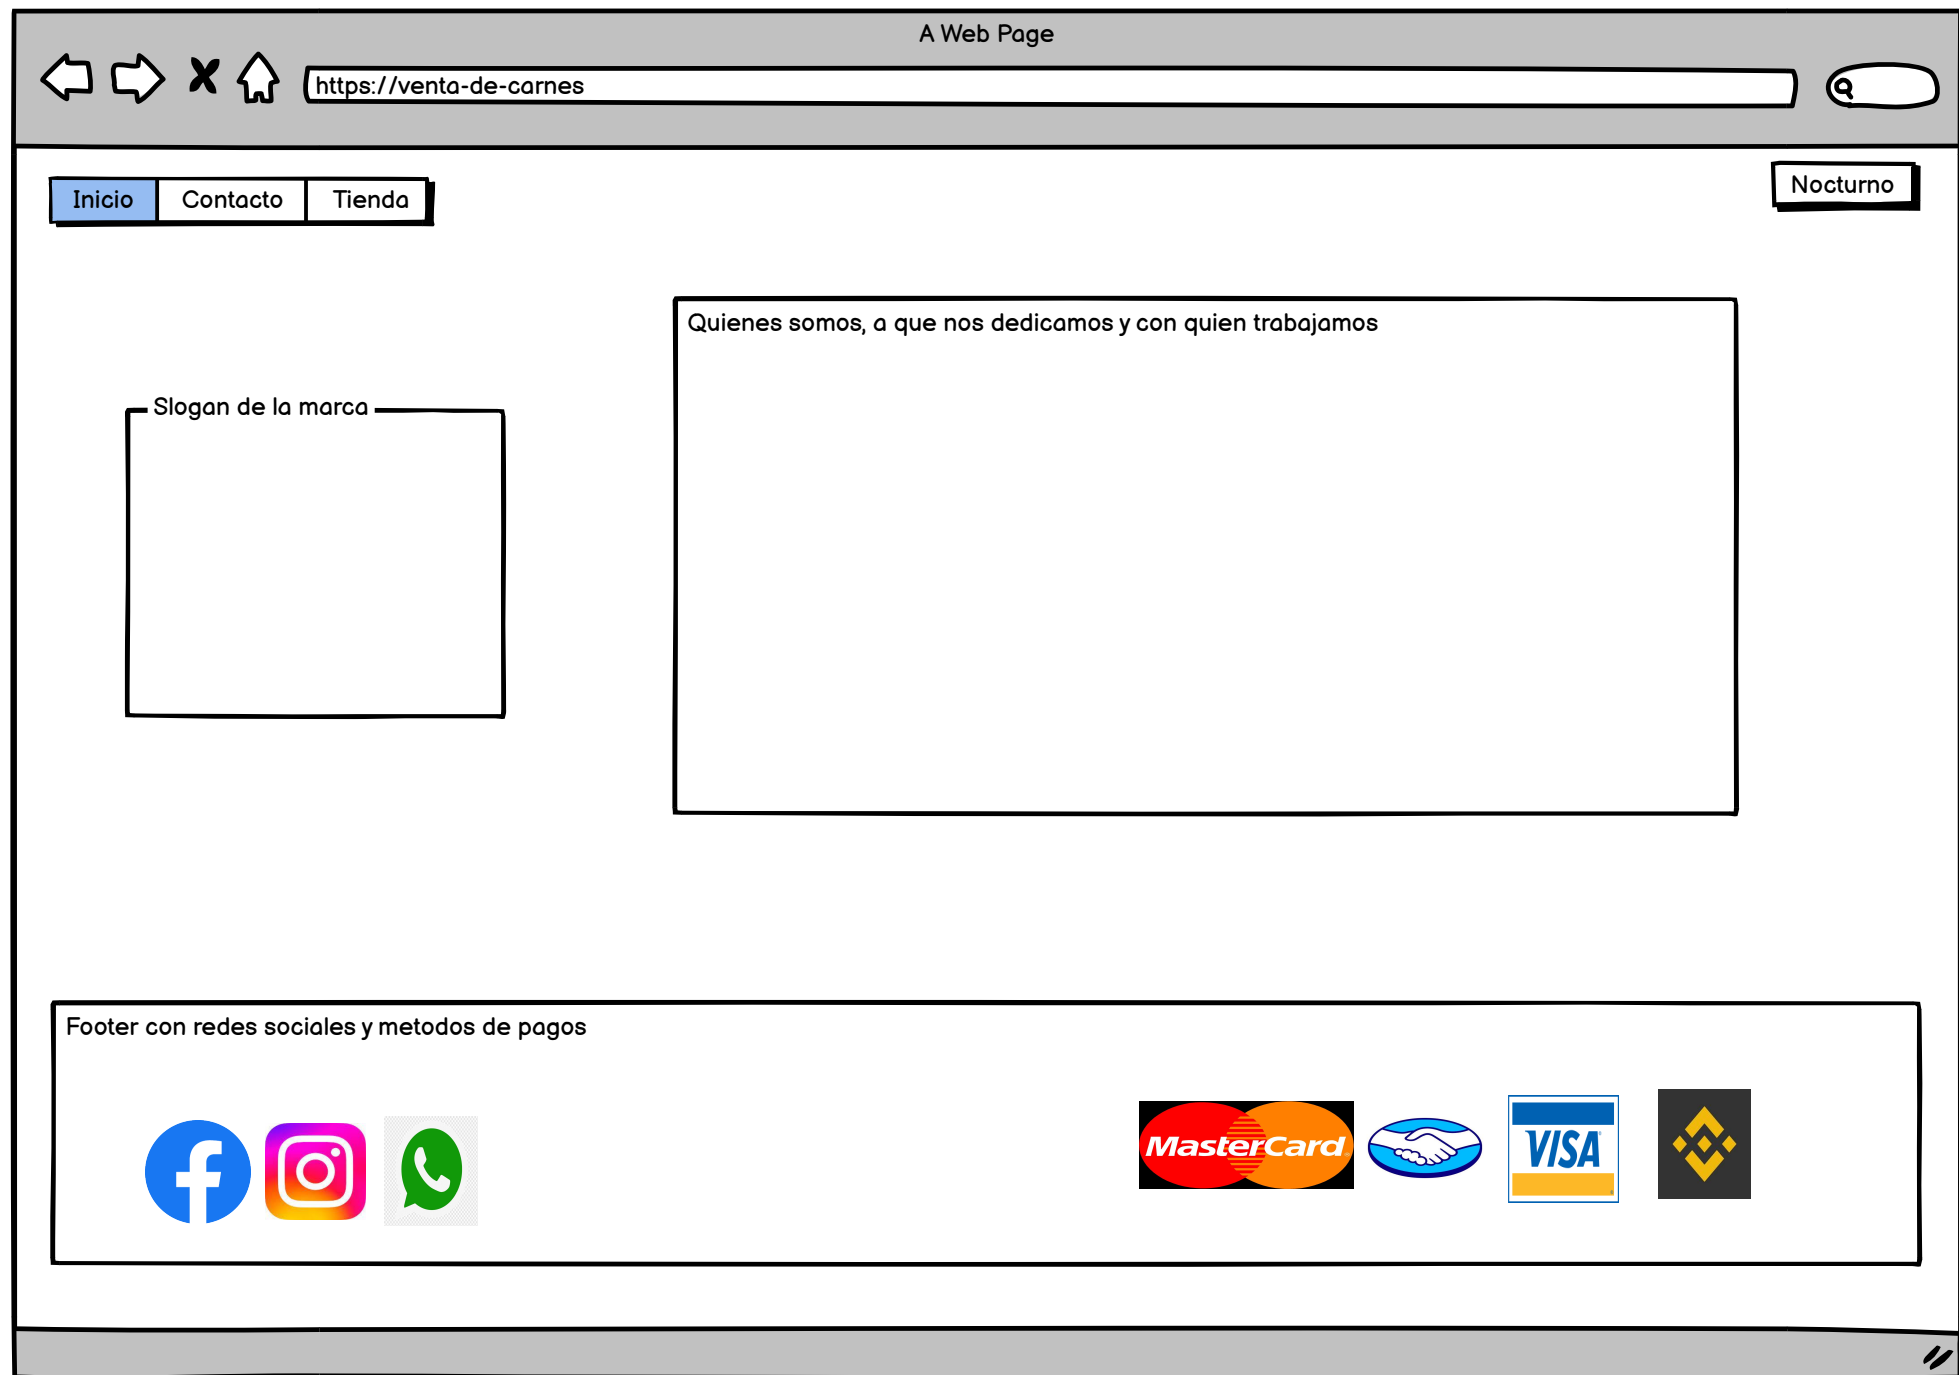 A Web Page
https://venta-de-carnes
Inicio Contacto Tienda
Nocturno
Quienes somos, a que nos dedicamos y con quien trabajamos
Slogan de la marca
Footer con redes sociales y metodos de pagos
MasterCard
VISA